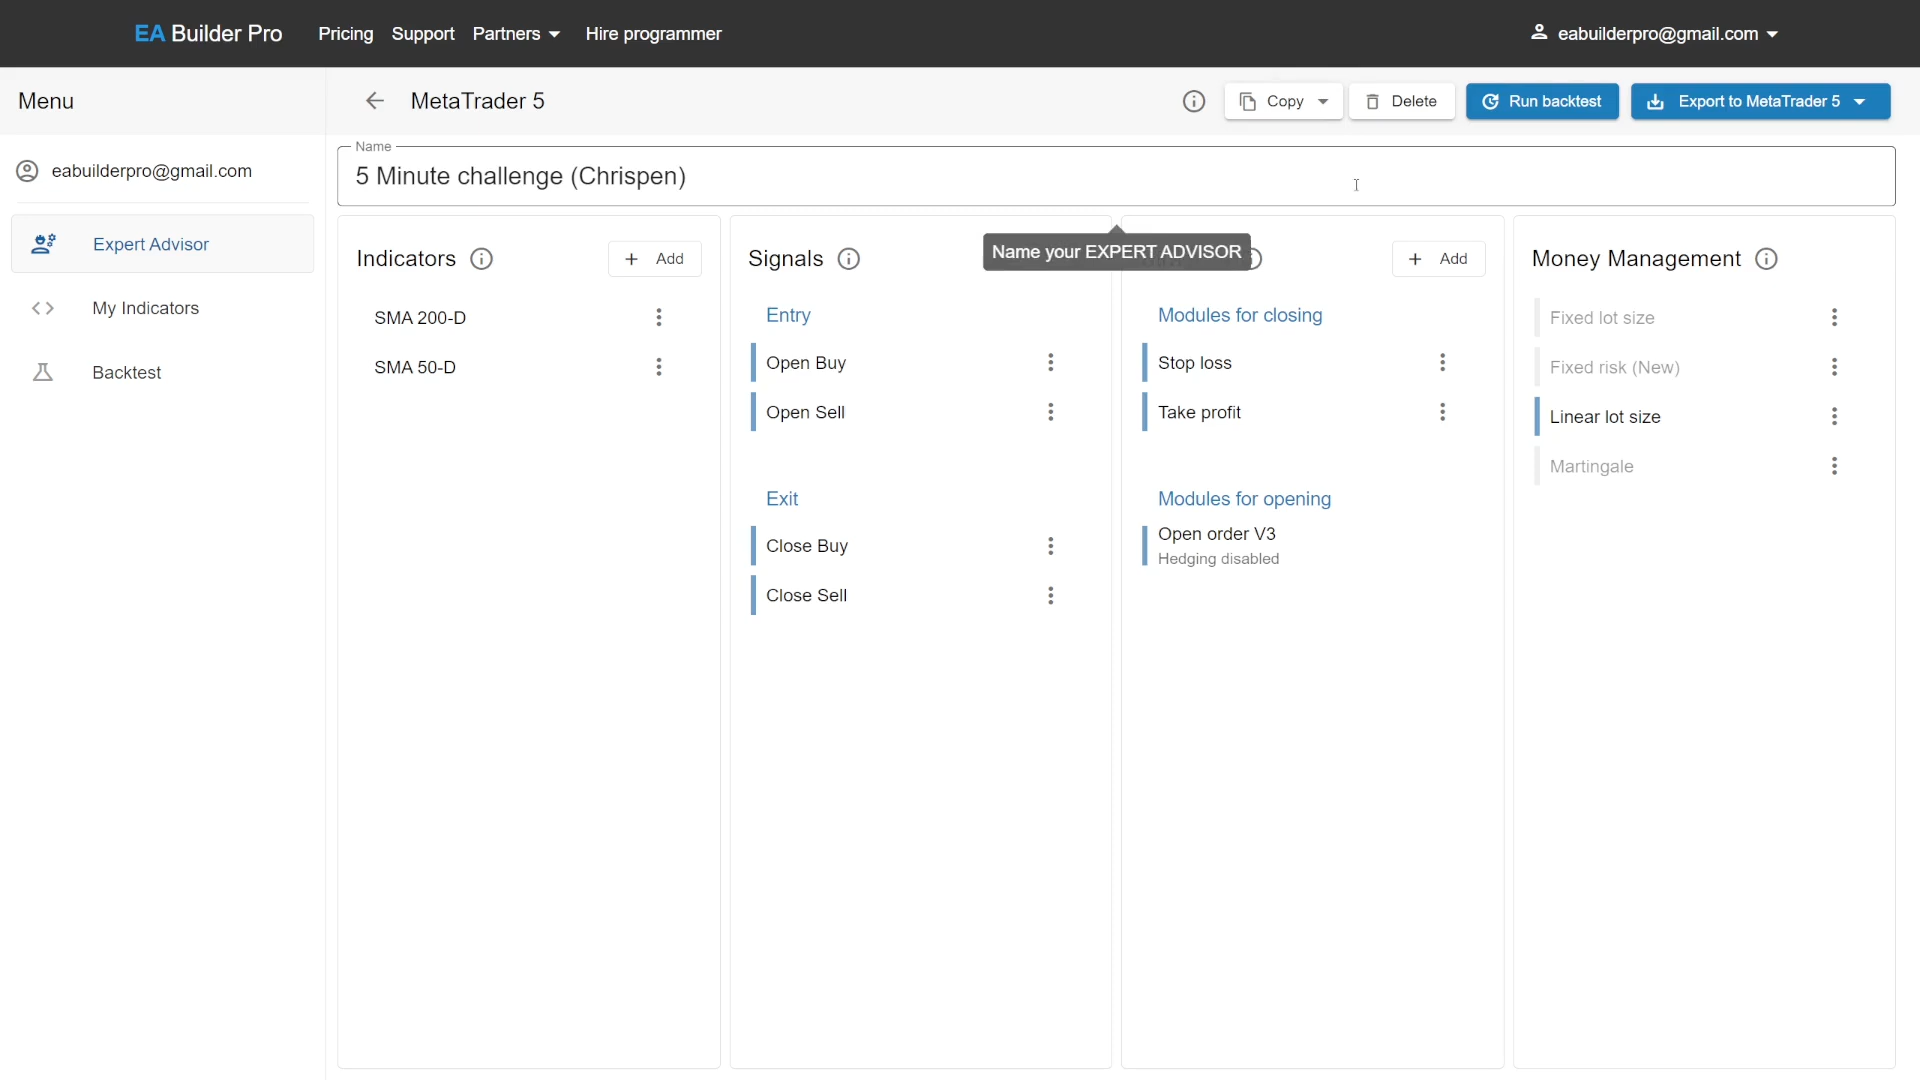 EA Builder Pro
Pricing
Support
Partners
Hire programmer
eabuilderpro@gmail.com
Menu
MetaTrader 5
Copy
Delete
Run backtest
Export to MetaTrader 5
eabuilderpro@gmail.com
Expert Advisor
My Indicators
Backtest
Name
5 Minute challenge (Chrispen)
Name your EXPERT ADVISOR
Indicators
Add
SMA 200-D
SMA 50-D
Signals
Entry
Open Buy
Open Sell
Exit
Close Buy
Close Sell
Add
Modules for closing
Stop loss
Take profit
Modules for opening
Open order V3
Hedging disabled
Money Management
Fixed lot size
Fixed risk (New)
Linear lot size
Martingale